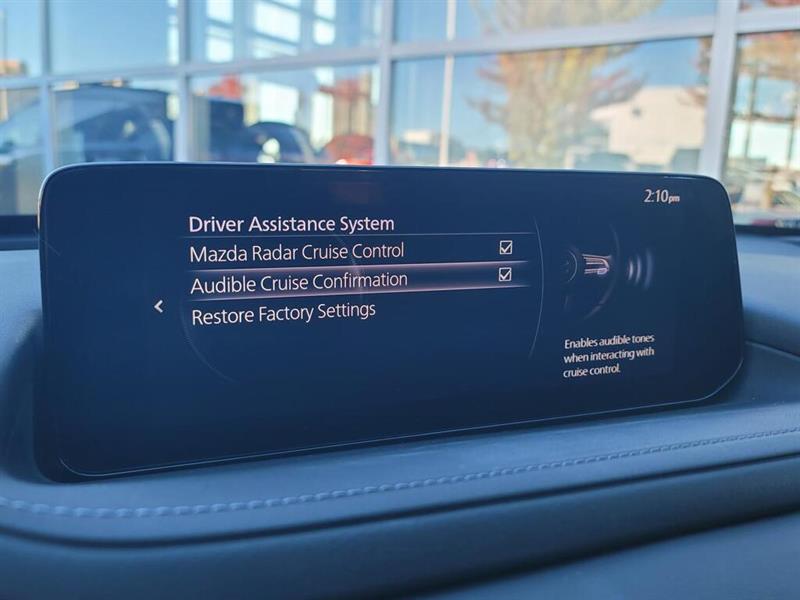 2:10pm
Driver Assistance System
Mazda Radar Cruise Control
Audible Cruise Confirmation
Restore Factory Settings
Enables audible tones
when interacting with
cruise control.